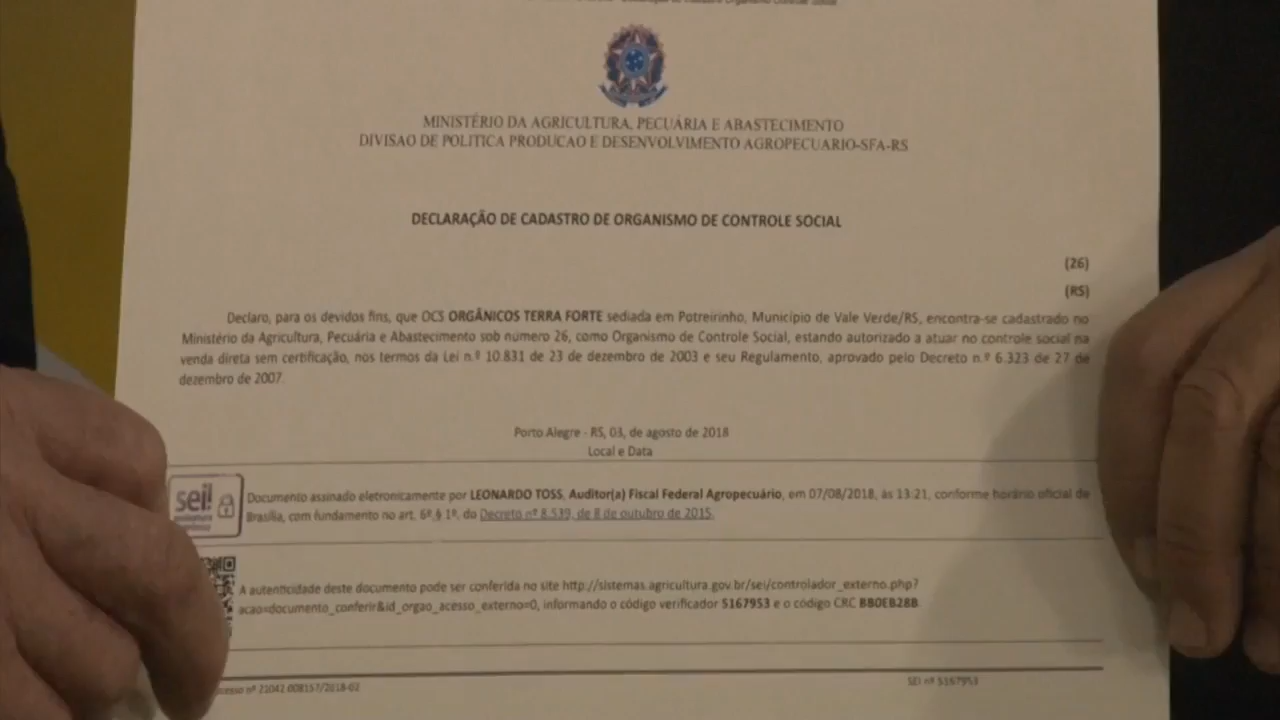 MINISTÉRIO DA AGRICULTURA, PECUÁRIA E ABASTECIMENTO
DIVISAO DE POLITICA PRODUCAO E DESENVOLVIMENTO AGROPECUARIO-SFA-RS
DECLARAÇÃO DE CADASTRO DE ORGANISMO DE CONTROLE SOCIAL
(26)
(RS)
Declaro, para os devidos fins, que OCS ORGÂNICOS TERRA FORTE sediada em Potreirinho, Município de Vale Verde/RS, encontra-se cadastrado no
Ministério da Agricultura, Pecuária e Abastecimento sob número 26, como Organismo de Controle Social, estando autorizado a atuar no controle social na
venda direta sem certificação, nos termos da Lei n.º 10.831 de 23 de dezembro de 2003 e seu Regulamento, aprovado pelo Decreto n.º 6.323 de 27 de
dezembro de 2007.
Porto Alegre - RS, 03, de agosto de 2018
Local e Data
sei!
Documento assinado eletronicamente por LEONARDO TOSS, Auditor(a) Fiscal Federal Agropecuário, em 07/08/2018, às 13:21, conforme horário oficial de
Brasília, com fundamento no art. 6º,§ 1º, do Decreto nº 8.539, de 8 de outubro de 2015.
A autenticidade deste documento pode ser conferida no site http://sistemas.agricultura.gov.br/sei/controlador_externo.php?
acao=documento_conferir&id_orgao_acesso_externo=0, informando o código verificador 5167953 e o código CRC BB0EB28B.
nº 21042.008157/2018-02
SEI nº 5167953